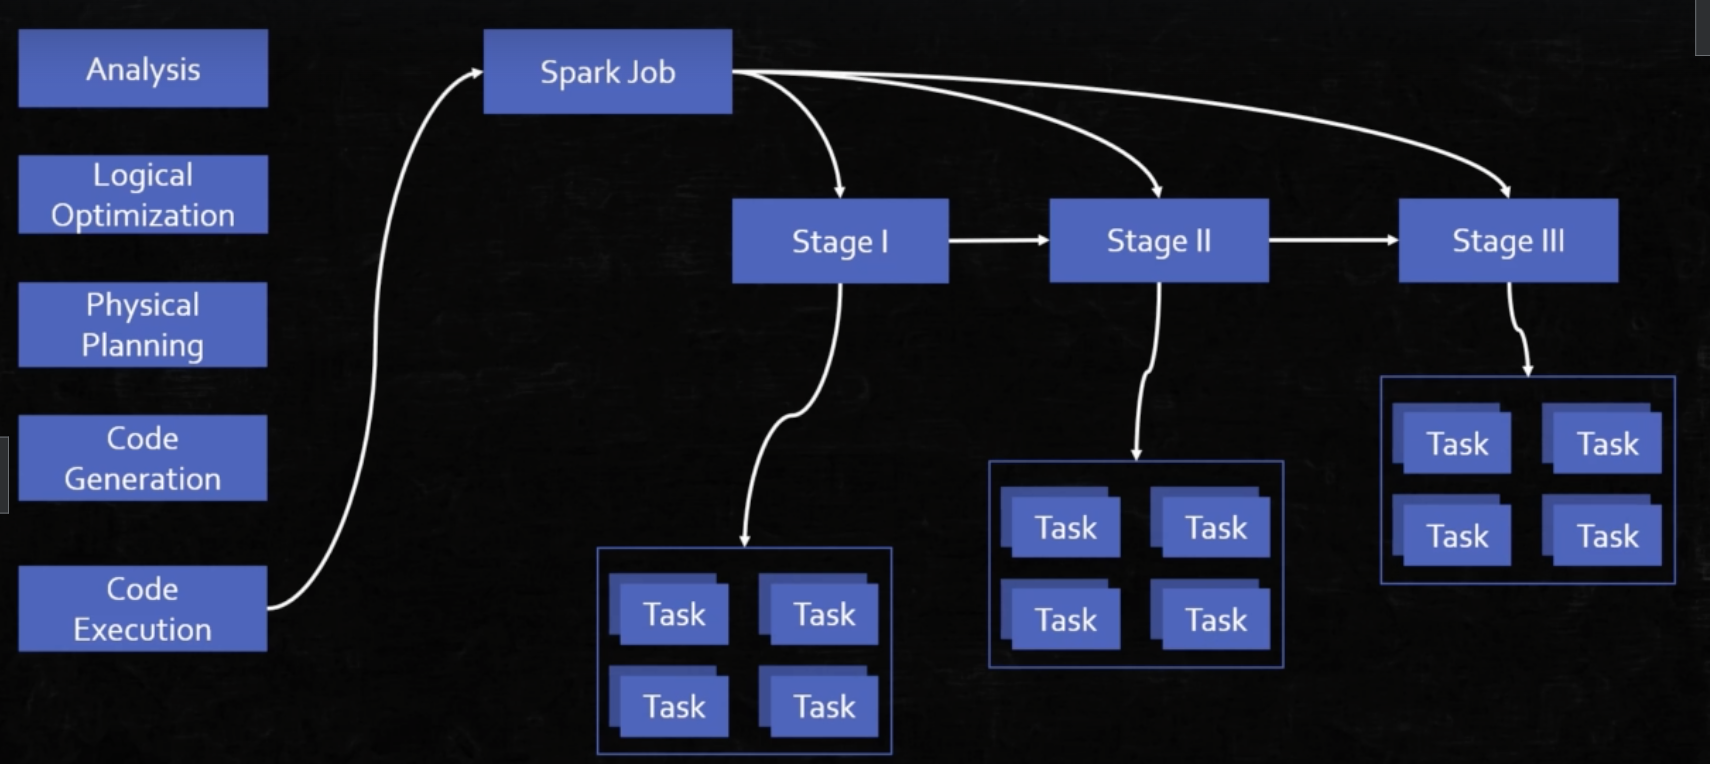 Analysis
Logical
Optimization
Physical
Planning
Code
Generation
Code
Execution
Spark Job
Stage I
Stage II
Stage III
Task
Task
Task
Task
Task
Task
Task
Task
Task
Task
Task
Task